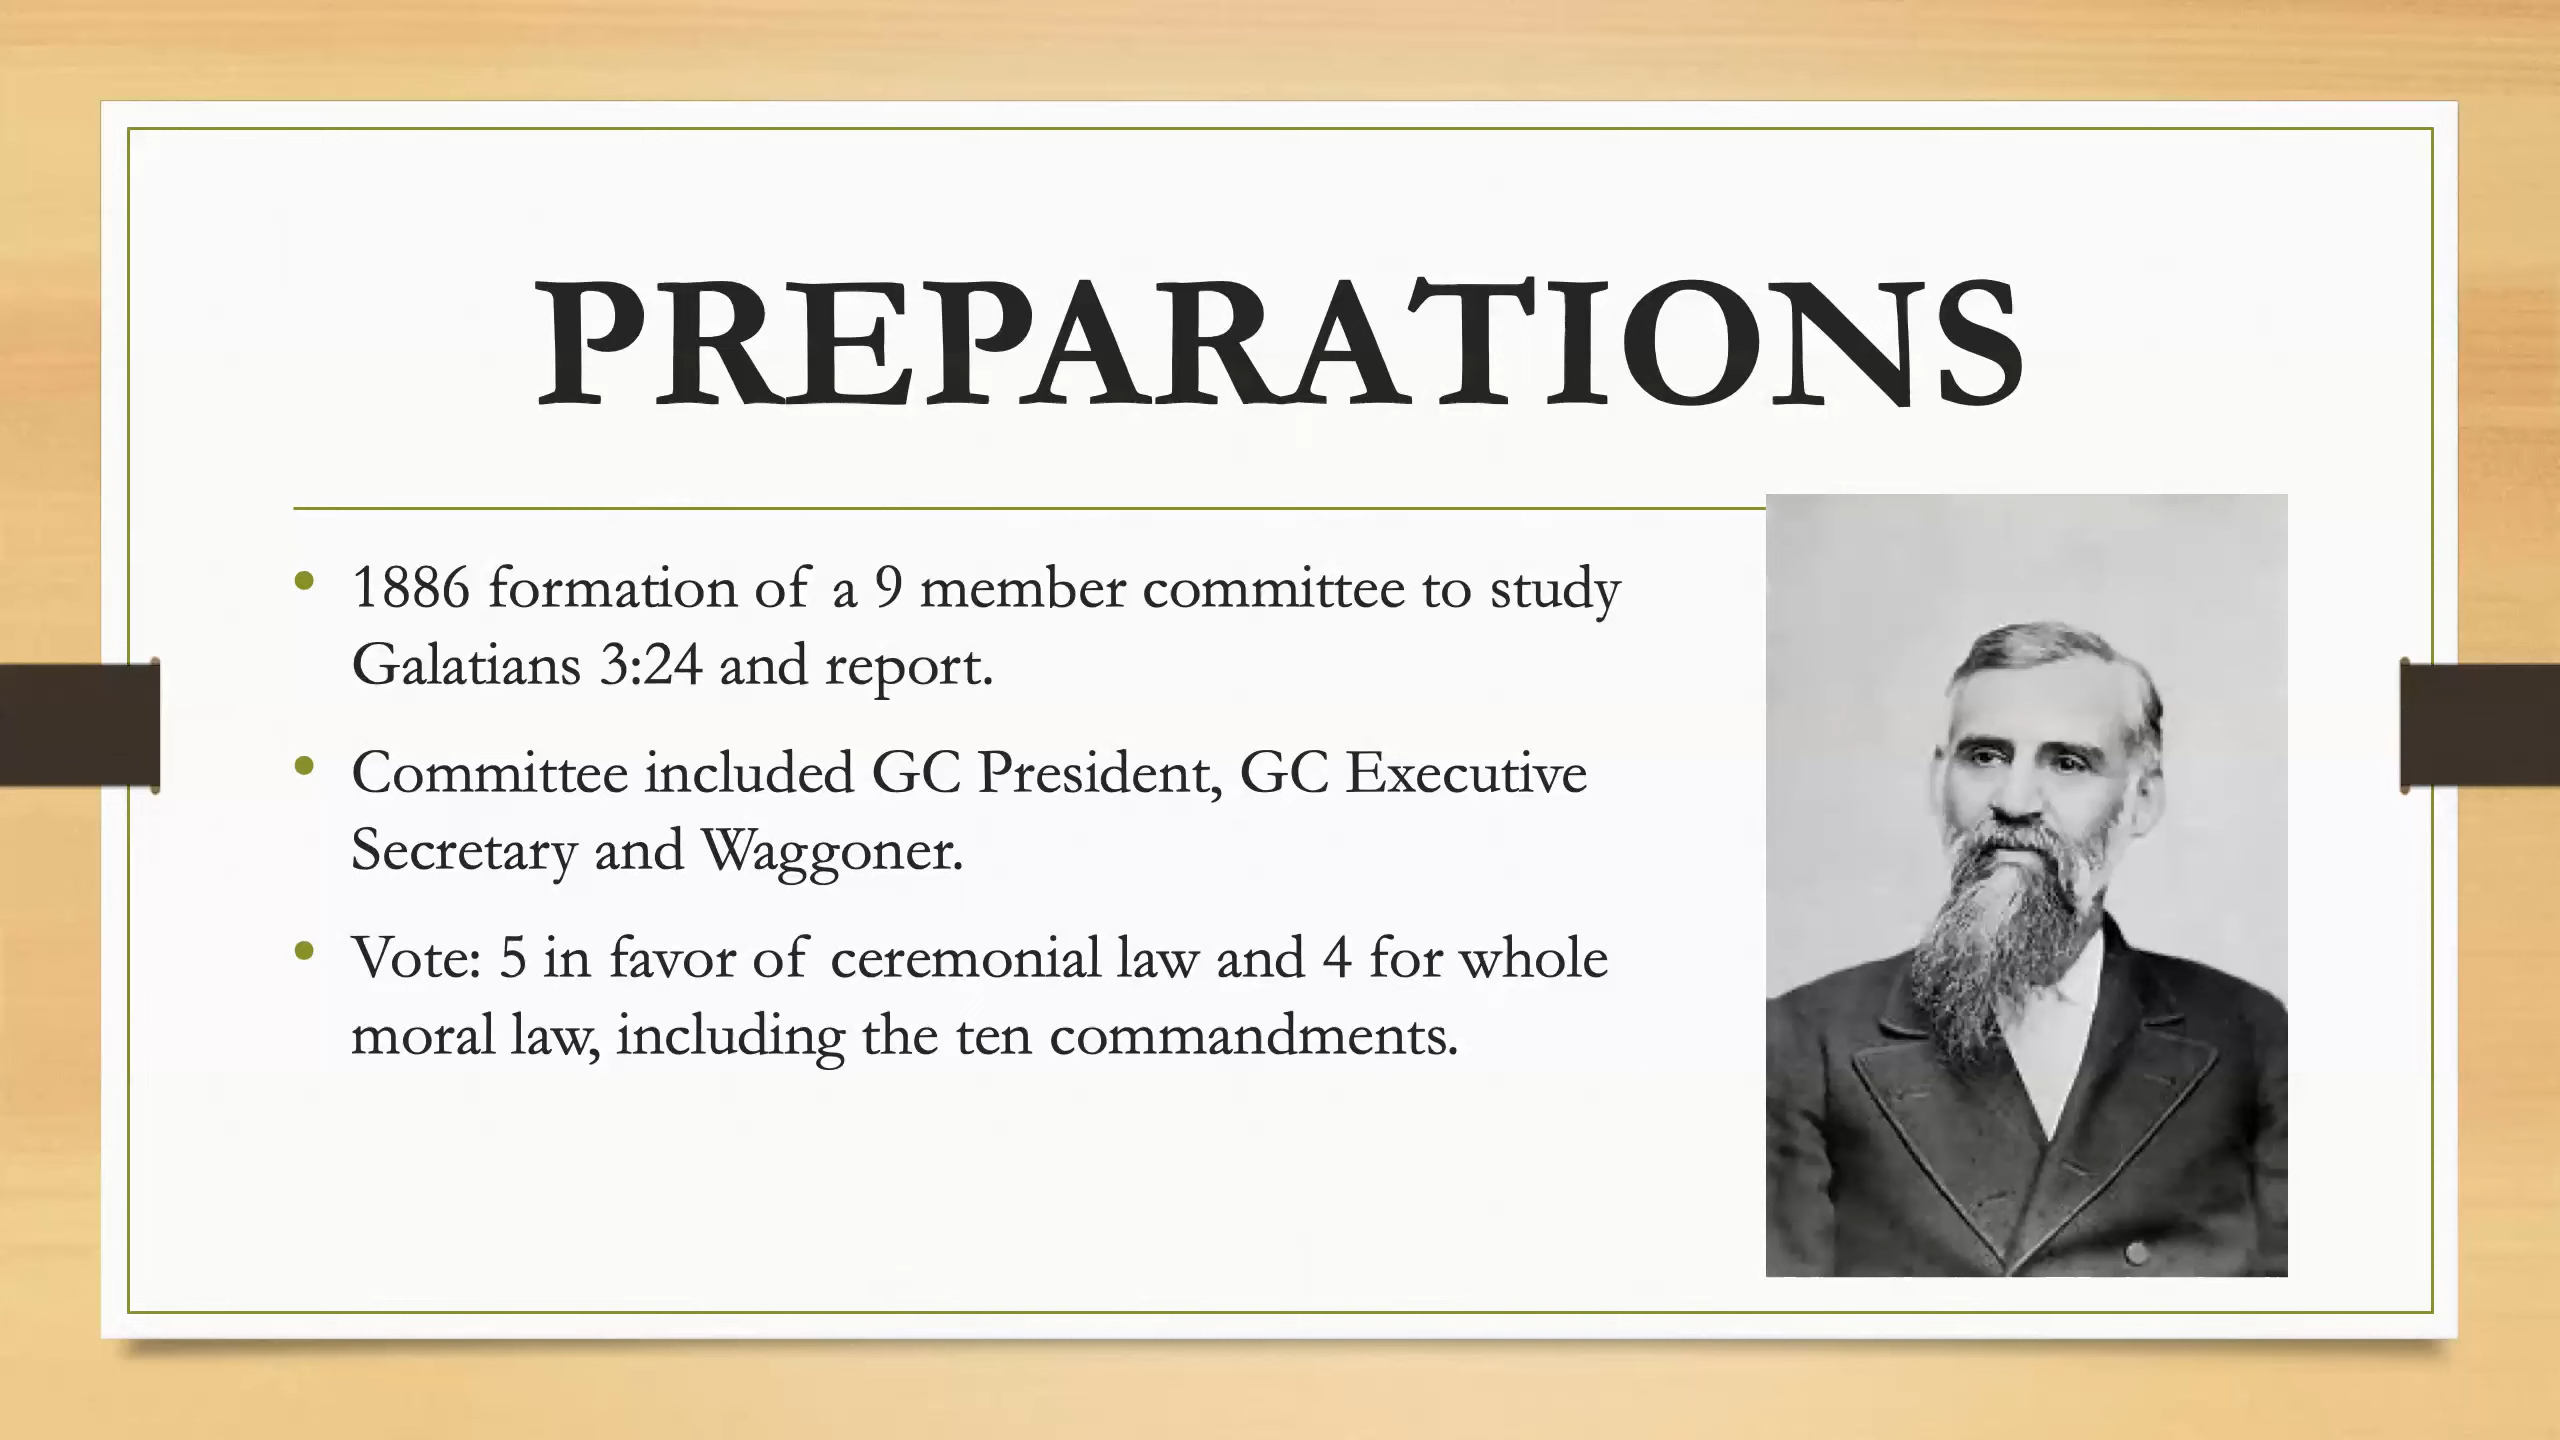 PREPARATIONS
• 1886 formation of a 9 member committee to study
Galatians 3:24 and report.
• Committee included GC President, GC Executive
Secretary and Waggoner.
• Vote: 5 in favor of ceremonial law and 4 for whole
moral law, including the ten commandments.